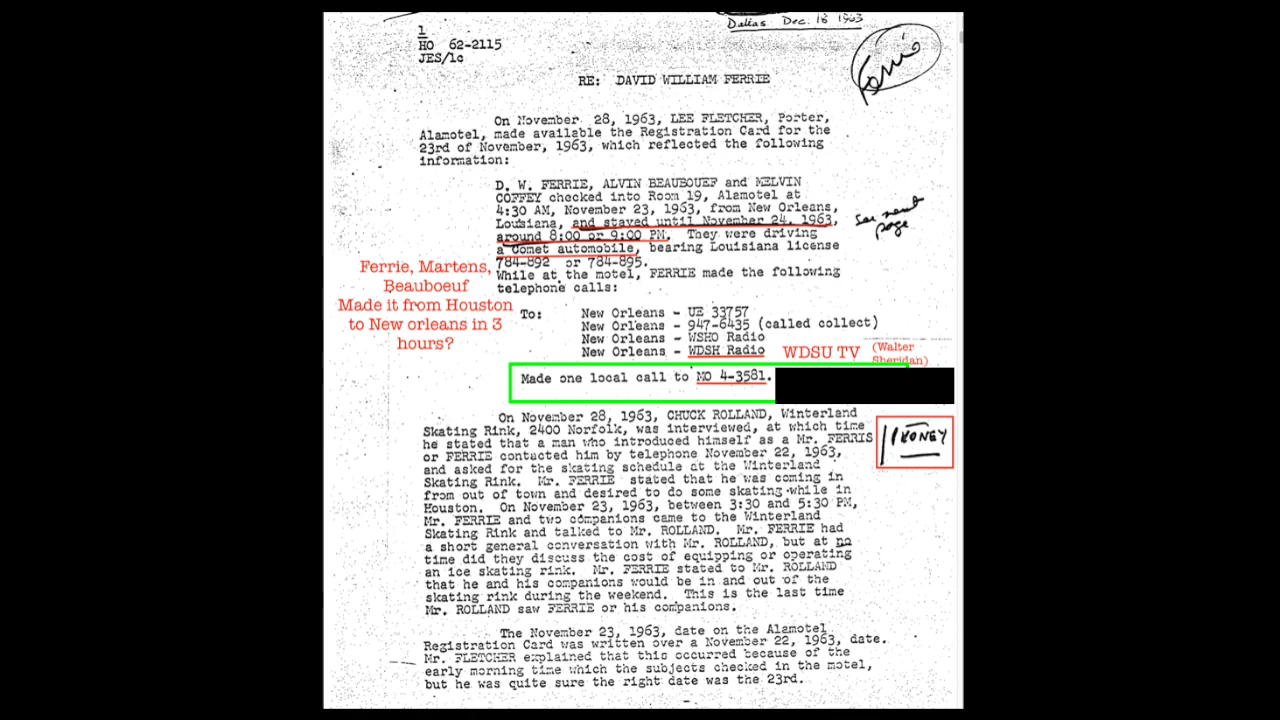 Dallas Dec. 18 1963
1
HO 62-2115
JES/lc
Ferrie
RE: DAVID WILLIAM FERRIE
On November 28, 1963, LEE FLETCHER, Porter,
Alamotel, made available the Registration Card for the
23rd of November, 1963, which reflected the following
information:
D. W. FERRIE, ALVIN BEAUBOUEF and MELVIN
COFFEY checked into Room 19, Alamotel at
4:30 AM, November 23, 1963, from New Orleans,
Louisiana, and stayed until November 24, 1963,
around 8:00 or 9:00 PM. They were driving
a Comet automobile, bearing Louisiana license
784-892 or 784-895.
While at the motel, FERRIE made the following
telephone calls:
See next
page
Ferrie, Martens,
Beauboeuf
Made it from Houston
to New orleans in 3
hours?
To: New Orleans - UE 33757
New Orleans - 947-6435 (called collect)
New Orleans - WSHO Radio
New Orleans - WDSH Radio WDSU TV (Walter
Sheridan)
Made one local call to MO 4-3581.
On November 28, 1963, CHUCK ROLLAND, Winterland
Skating Rink, 2400 Norfolk, was interviewed, at which time
he stated that a man who introduced himself as a Mr. FERRIS
or FERRIE contacted him by telephone November 22, 1963,
and asked for the skating schedule at the Winterland
Skating Rink. Mr. FERRIE stated that he was coming in
from out of town and desired to do some skating while in
Houston. On November 23, 1963, between 3:30 and 5:30 PM,
Mr. FERRIE and two companions came to the Winterland
Skating Rink and talked to Mr. ROLLAND. Mr. FERRIE had
a short general conversation with Mr. ROLLAND, but at no
time did they discuss the cost of equipping or operating
an ice skating rink. Mr. FERRIE stated to Mr. ROLLAND
that he and his companions would be in and out of the
skating rink during the weekend. This is the last time
Mr. ROLLAND saw FERRIE or his companions.
The November 23, 1963, date on the Alamotel
Registration Card was written over a November 22, 1963, date.
Mr. FLETCHER explained that this occurred because of the
early morning time which the subjects checked in the motel,
but he was quite sure the right date was the 23rd.